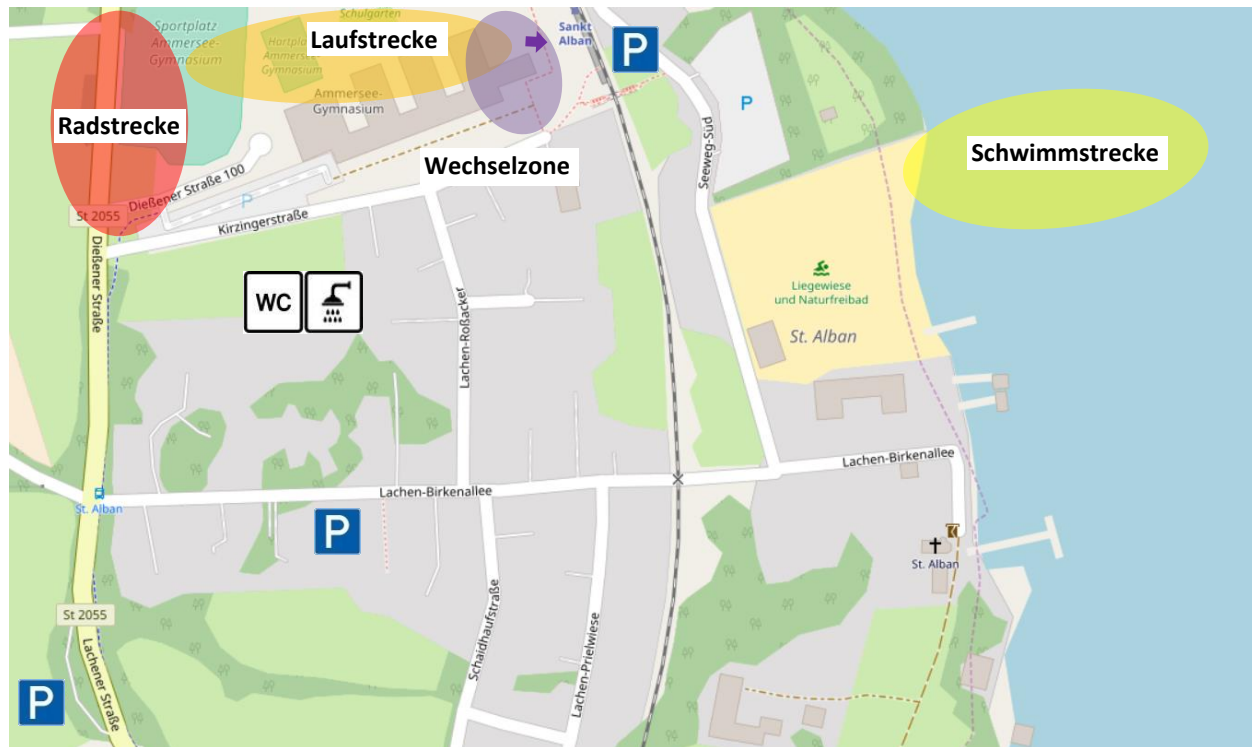 Schulgarten
Sportplatz
Ammersee-
Gymnasium
Hartplatz
Ammersee-
Gymnasium
Laufstrecke
Sankt
Alban
P
Ammersee-
Gymnasium
P
Radstrecke
Wechselzone
Schwimmstrecke
Seeweg-Süd
Dießener Straße 100
P
St 2055
Kirzingerstraße
Dießener Straße
WC
Liegewiese
und Naturfreibad
St. Alban
Lachen-Roßacker
Lachen-Birkenallee
Lachen-Birkenallee
St. Alban
P
St. Alban
St 2055
Schaidhaufstraße
Lachen-Prielwiese
Lachener Straße
P